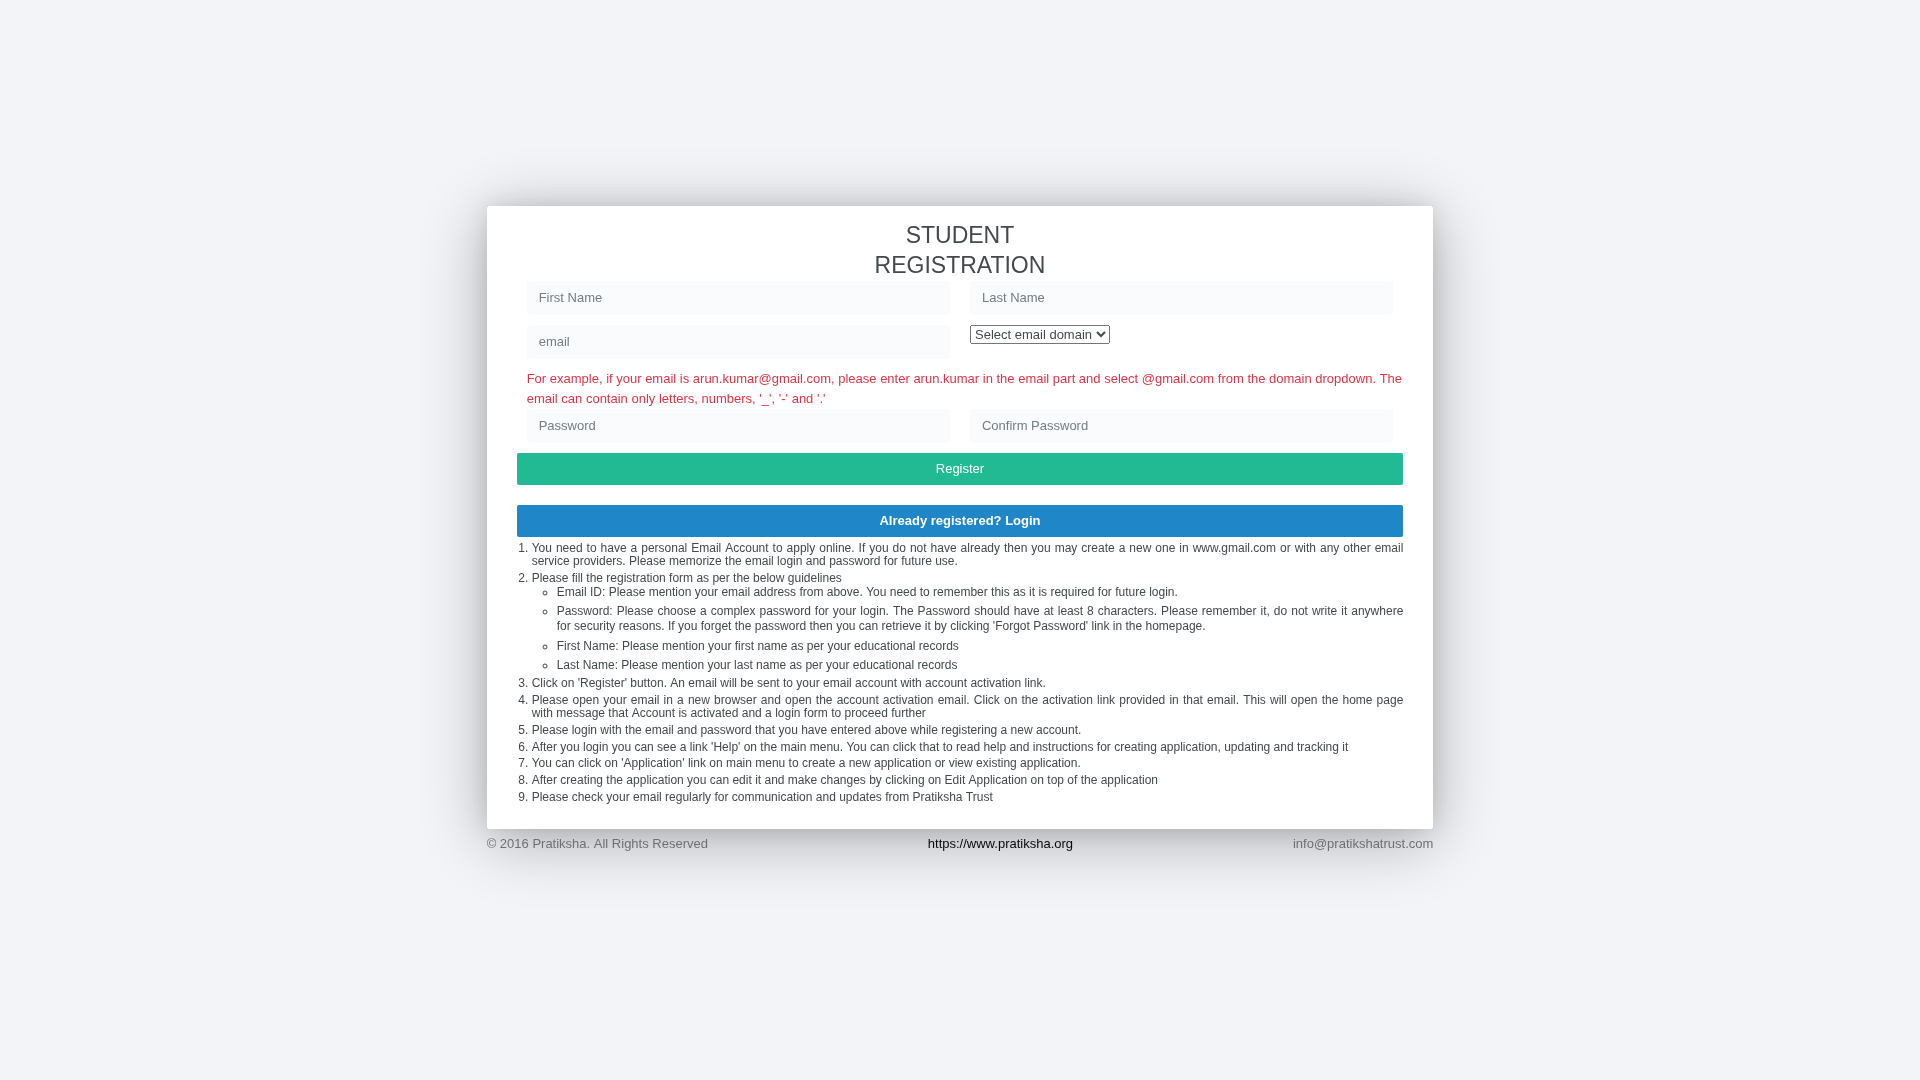 STUDENT
REGISTRATION
First Name
Last Name
email
Select email domain
For example, if your email is arun.kumar@gmail.com, please enter arun.kumar in the email part and select @gmail.com from the domain dropdown. The
email can contain only letters, numbers, '_', '-' and '.'
Password
Confirm Password
Register
Already registered? Login
1. You need to have a personal Email Account to apply online. If you do not have already then you may create a new one in www.gmail.com or with any other email
service providers. Please memorize the email login and password for future use.
2. Please fill the registration form as per the below guidelines
◦ Email ID: Please mention your email address from above. You need to remember this as it is required for future login.
◦ Password: Please choose a complex password for your login. The Password should have at least 8 characters. Please remember it, do not write it anywhere
for security reasons. If you forget the password then you can retrieve it by clicking 'Forgot Password' link in the homepage.
◦ First Name: Please mention your first name as per your educational records
◦ Last Name: Please mention your last name as per your educational records
3. Click on 'Register' button. An email will be sent to your email account with account activation link.
4. Please open your email in a new browser and open the account activation email. Click on the activation link provided in that email. This will open the home page
with message that Account is activated and a login form to proceed further
5. Please login with the email and password that you have entered above while registering a new account.
6. After you login you can see a link 'Help' on the main menu. You can click that to read help and instructions for creating application, updating and tracking it
7. You can click on 'Application' link on main menu to create a new application or view existing application.
8. After creating the application you can edit it and make changes by clicking on Edit Application on top of the application
9. Please check your email regularly for communication and updates from Pratiksha Trust
© 2016 Pratiksha. All Rights Reserved
https://www.pratiksha.org
info@pratikshatrust.com